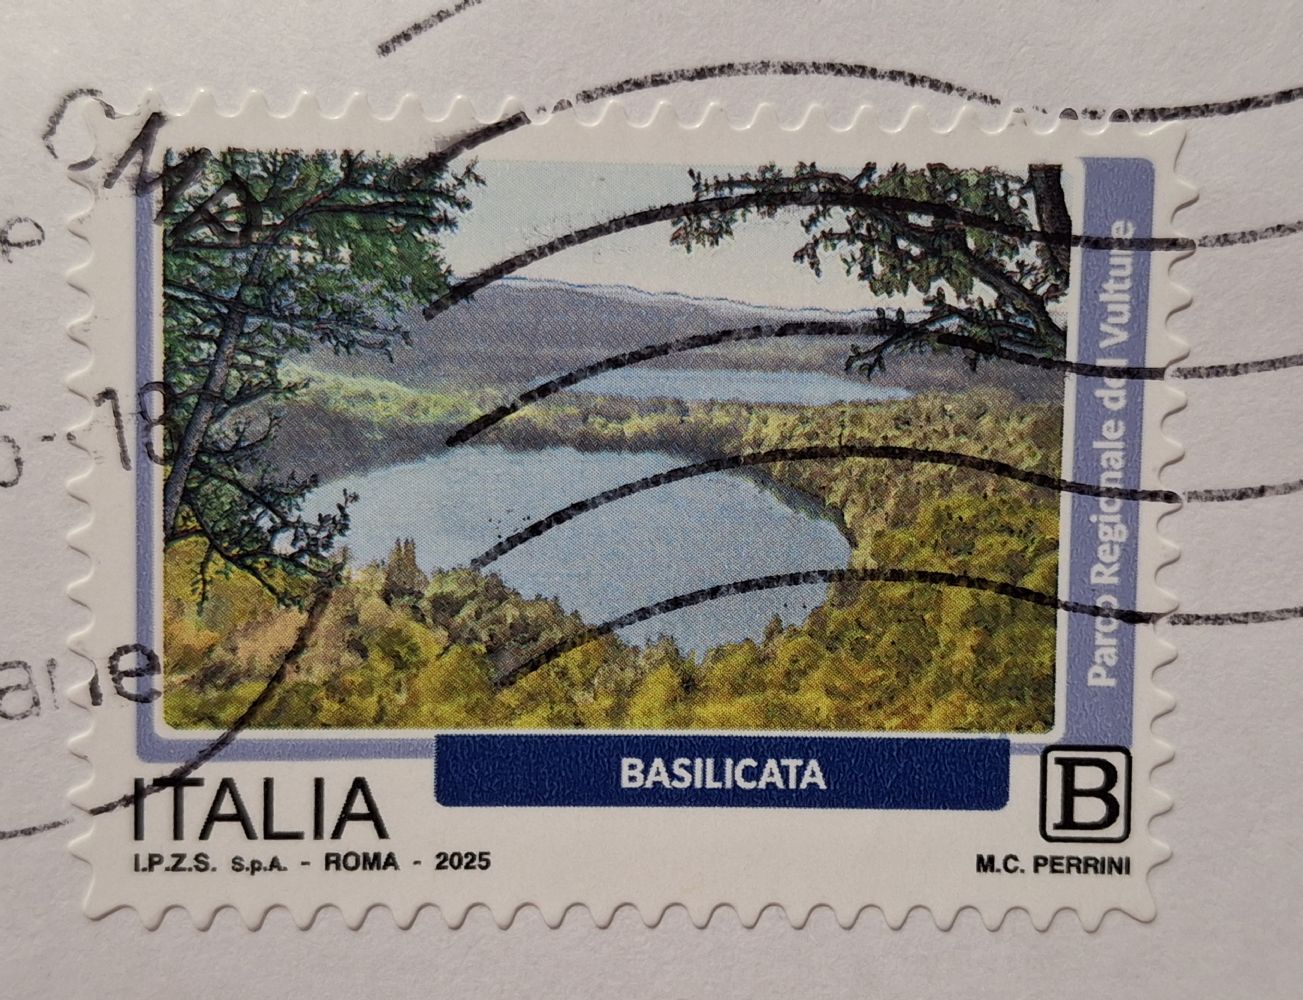 Parco Regionale del Vulture
BASILICATA
ITALIA
B
I.P.Z.S. S.p.A. - ROMA - 2025
M.C. PERRINI